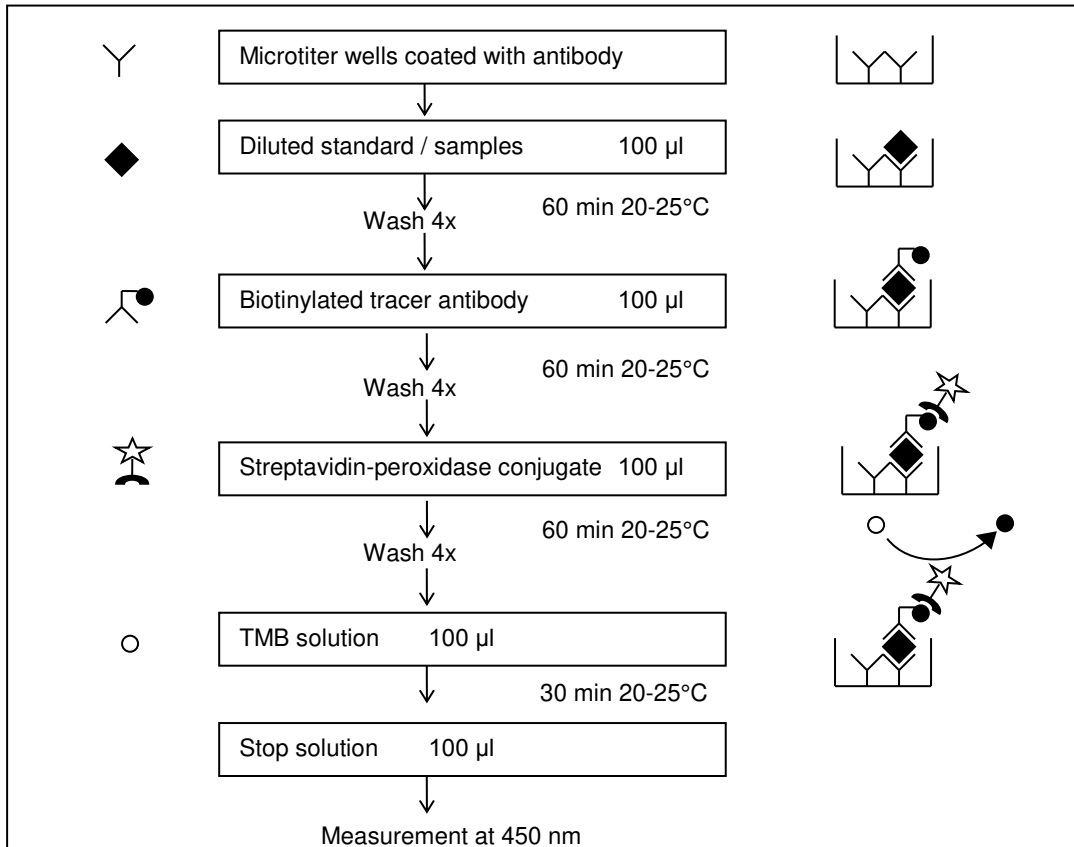 Microtiter wells coated with antibody
Diluted standard / samples 100 µl
60 min 20-25°C
Wash 4x
Biotinylated tracer antibody 100 µl
60 min 20-25°C
Wash 4x
Streptavidin-peroxidase conjugate 100 µl
60 min 20-25°C
Wash 4x
TMB solution 100 µl
30 min 20-25°C
Stop solution 100 µl
Measurement at 450 nm